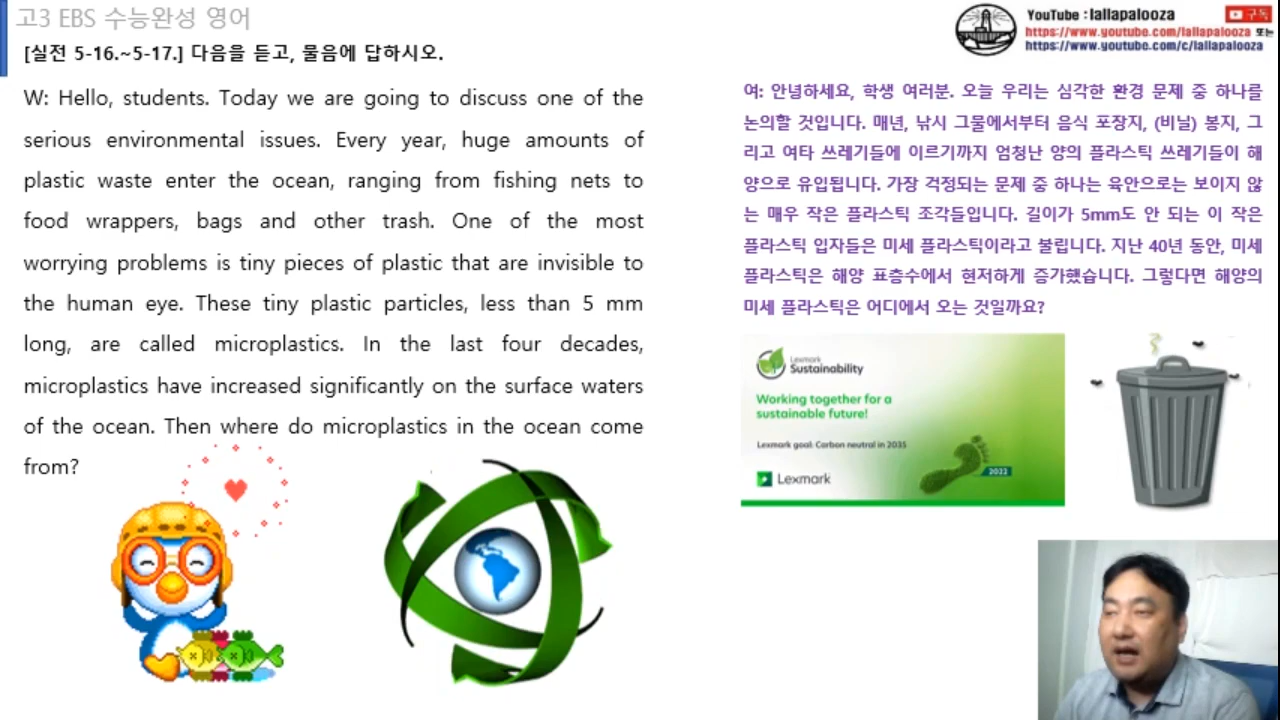 고3 EBS 수능완성 영어
[실전 5-16.~5-17.] 다음을 듣고, 물음에 답하시오.
YouTube : lallapalooza
구독
https://www.youtube.com/lallapalooza 또는
https://www.youtube.com/c/lallapalooza
W: Hello, students. Today we are going to discuss one of the
serious environmental issues. Every year, huge amounts of
plastic waste enter the ocean, ranging from fishing nets to
food wrappers, bags and other trash. One of the most
worrying problems is tiny pieces of plastic that are invisible to
the human eye. These tiny plastic particles, less than 5 mm
long, are called microplastics. In the last four decades,
microplastics have increased significantly on the surface waters
of the ocean. Then where do microplastics in the ocean come
from?
여: 안녕하세요, 학생 여러분. 오늘 우리는 심각한 환경 문제 중 하나를
논의할 것입니다. 매년, 낚시 그물에서부터 음식 포장지, (비닐) 봉지, 그
리고 여타 쓰레기들에 이르기까지 엄청난 양의 플라스틱 쓰레기들이 해
양으로 유입됩니다. 가장 걱정되는 문제 중 하나는 육안으로는 보이지 않
는 매우 작은 플라스틱 조각들입니다. 길이가 5mm도 안 되는 이 작은
플라스틱 입자들은 미세 플라스틱이라고 불립니다. 지난 40년 동안, 미세
플라스틱은 해양 표층수에서 현저하게 증가했습니다. 그렇다면 해양의
미세 플라스틱은 어디에서 오는 것일까요?
Lexmark
Sustainability
Working together for a
sustainable future!
Lexmark goal: Carbon neutral in 2035
2022
Lexmark